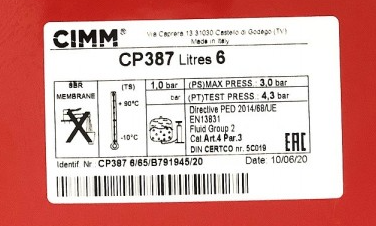 CIMM®
Via Caprera 13 31030 Castello di Godego (TV)
Made in Italy
CP387 Litres 6
SBR
MEMBRANE
(TS)
+ 90°C
-10°C
1,0 bar
bar
(PS)MAX PRESS : 3,0 bar
(PT)TEST PRESS : 4,3 bar
Directive PED 2014/68/UE
EN13831
Fluid Group 2
Cat.Art.4 Par.3
DIN CERTCO nr. 5C019
EAC
Identif. Nr : CP387 6/65/B791945/20
Date: 10/06/20